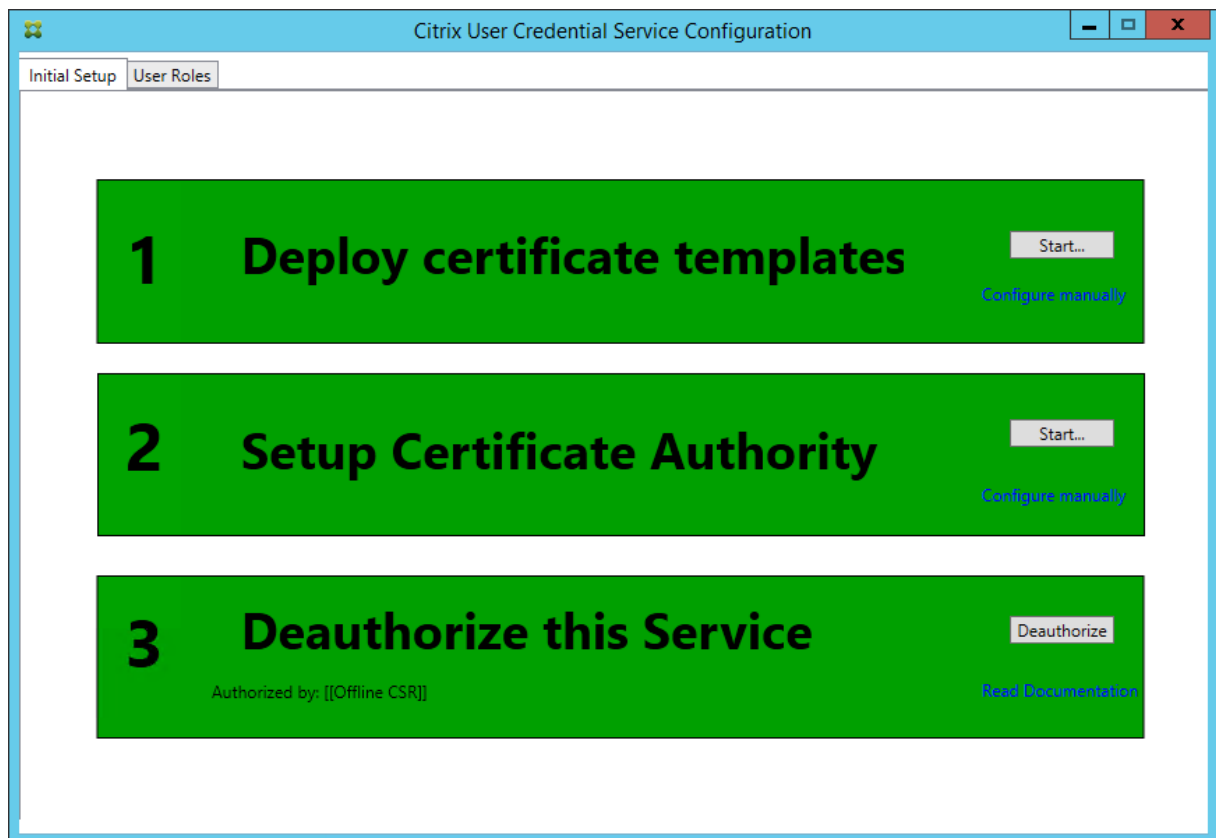 Citrix User Credential Service Configuration
Initial Setup User Roles
1 Deploy certificate templates
Start...
Configure manually
2 Setup Certificate Authority
Start...
Configure manually
3 Deauthorize this Service
Deauthorize
Authorized by: [[Offline CSR]]
Read Documentation